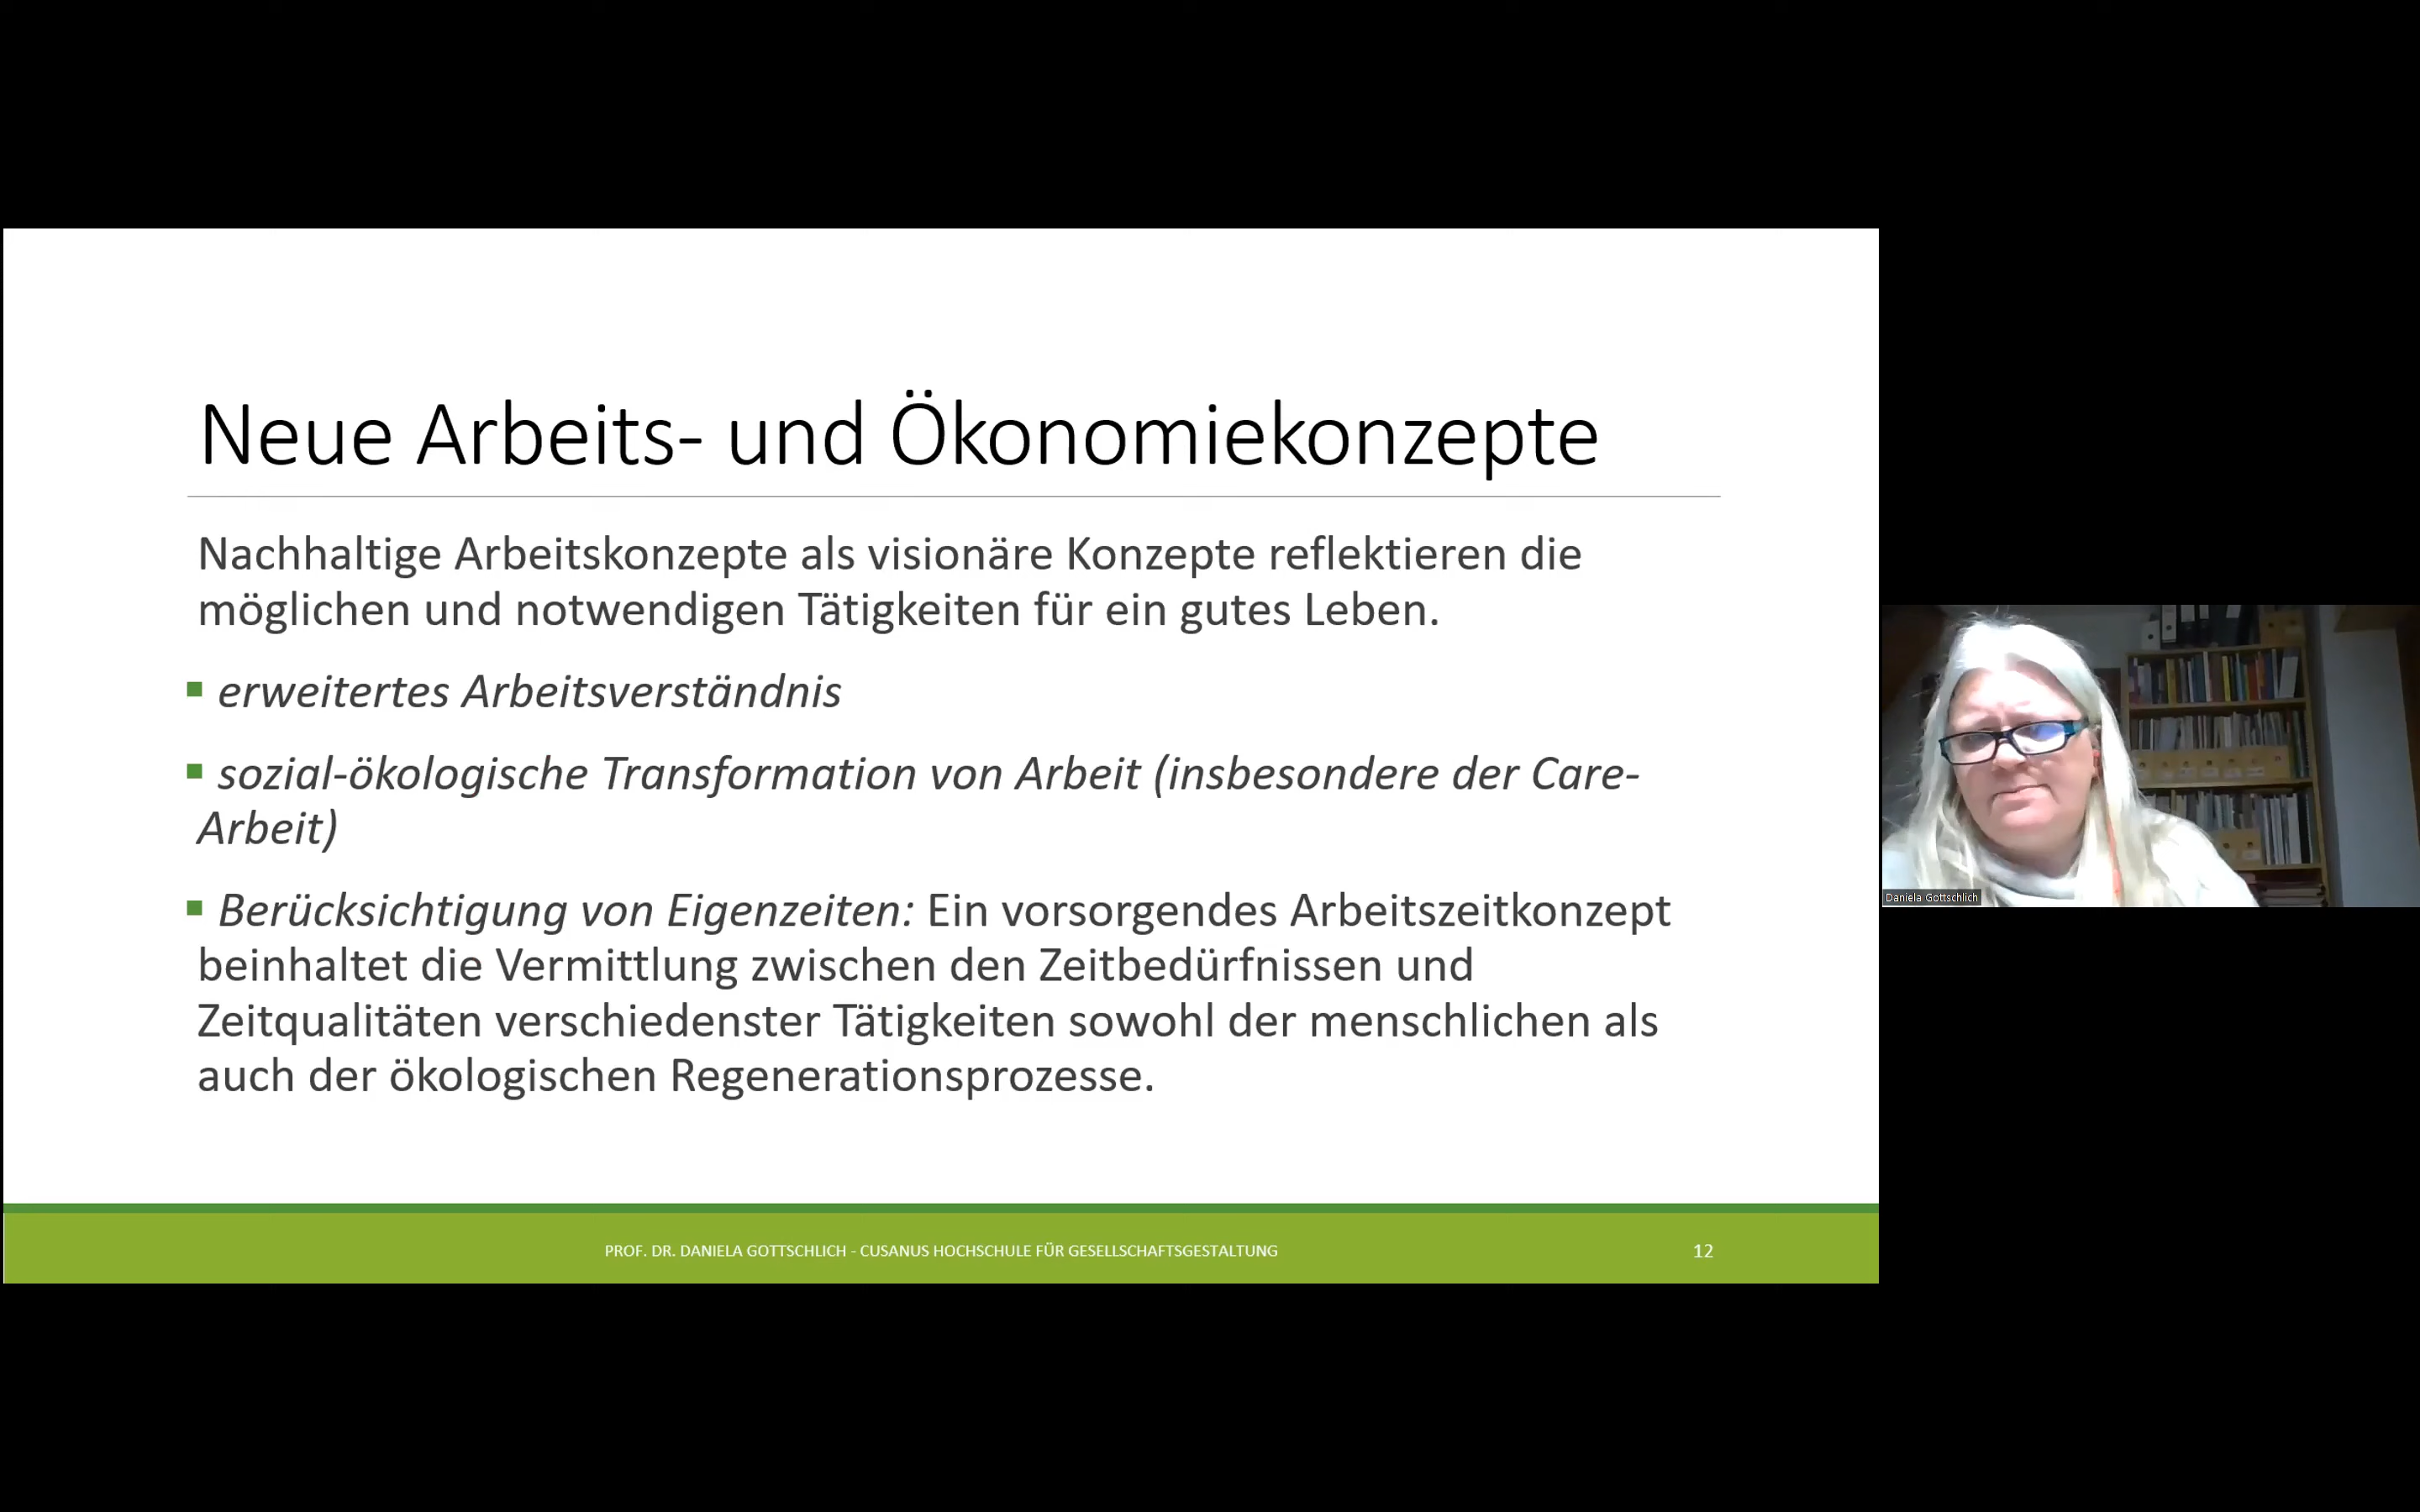 Neue Arbeits- und Ökonomiekonzepte
Nachhaltige Arbeitskonzepte als visionäre Konzepte reflektieren die
möglichen und notwendigen Tätigkeiten für ein gutes Leben.
▪ erweitertes Arbeitsverständnis
▪ sozial-ökologische Transformation von Arbeit (insbesondere der Care-
Arbeit)
▪ Berücksichtigung von Eigenzeiten: Ein vorsorgendes Arbeitszeitkonzept
beinhaltet die Vermittlung zwischen den Zeitbedürfnissen und
Zeitqualitäten verschiedenster Tätigkeiten sowohl der menschlichen als
auch der ökologischen Regenerationsprozesse.
PROF. DR. DANIELA GOTTSCHLICH - CUSANUS HOCHSCHULE FÜR GESELLSCHAFTSGESTALTUNG
12
Daniela Gottschlich